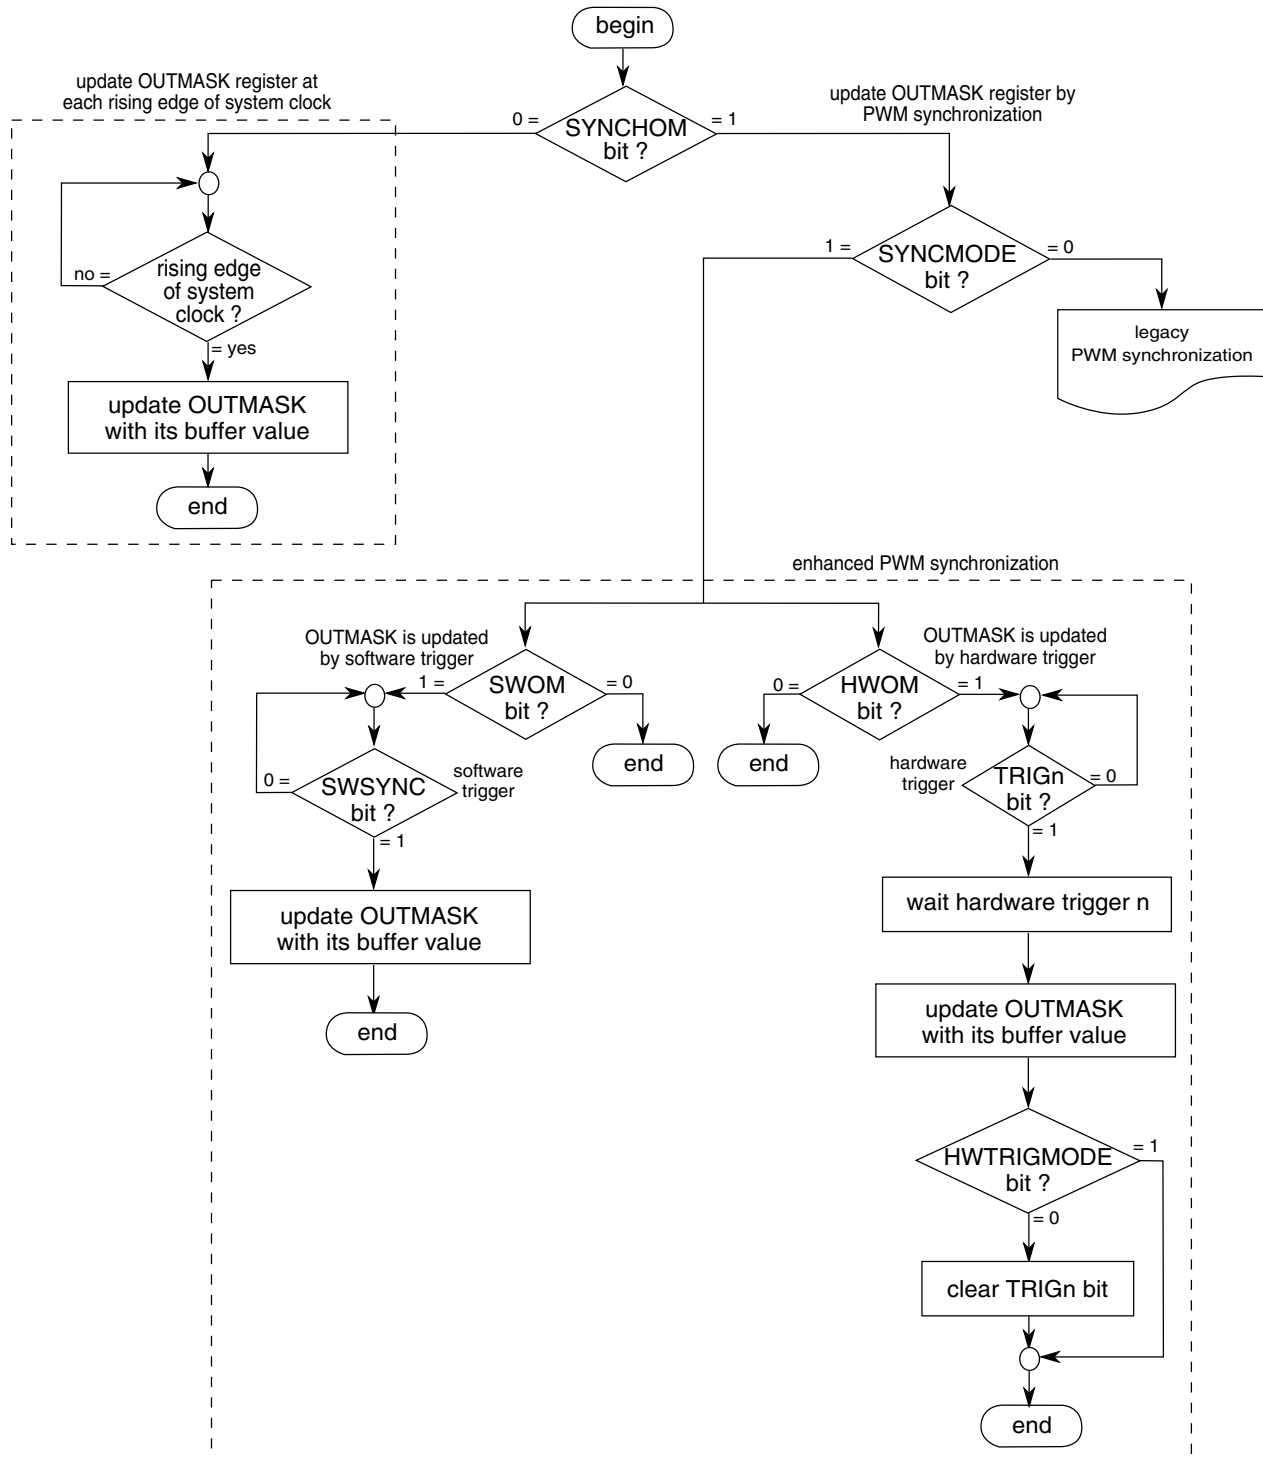 begin
update OUTMASK register at
each rising edge of system clock
update OUTMASK register by
PWM synchronization
0 =
SYNCHOM
bit ?
= 1
1 =
SYNCMODE
bit ?
= 0
no =
rising edge
of system
clock ?
= yes
legacy
PWM synchronization
update OUTMASK
with its buffer value
end
enhanced PWM synchronization
OUTMASK is updated
by software trigger
OUTMASK is updated
by hardware trigger
1 =
SWOM
bit ?
= 0
0 =
HWOM
bit ?
= 1
end
end
0 =
SWSYNC
bit ?
software
trigger
= 1
hardware
trigger
TRIGn
bit ?
= 0
= 1
update OUTMASK
with its buffer value
end
wait hardware trigger n
update OUTMASK
with its buffer value
HWTRIGMODE
bit ?
= 1
= 0
clear TRIGn bit
end